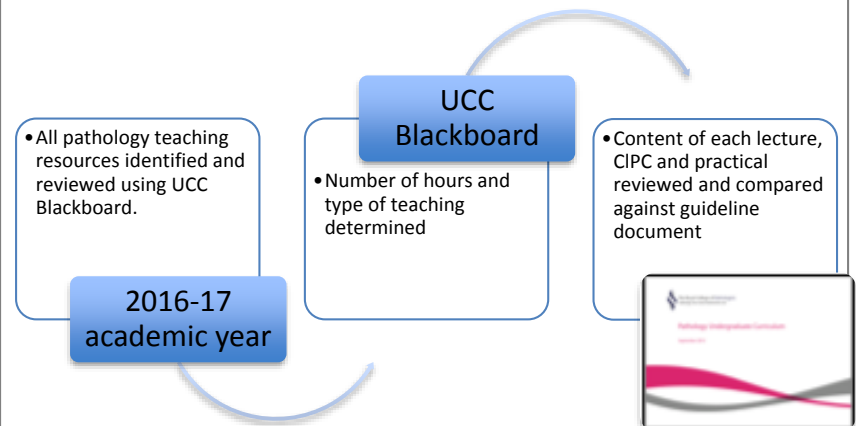 •All pathology teaching
resources identified and
reviewed using UCC
Blackboard.
2016-17
academic year
UCC
Blackboard
•Number of hours and
type of teaching
determined
•Content of each lecture,
CIPC and practical
reviewed and compared
against guideline
document
Pathology Undergraduate Curriculum